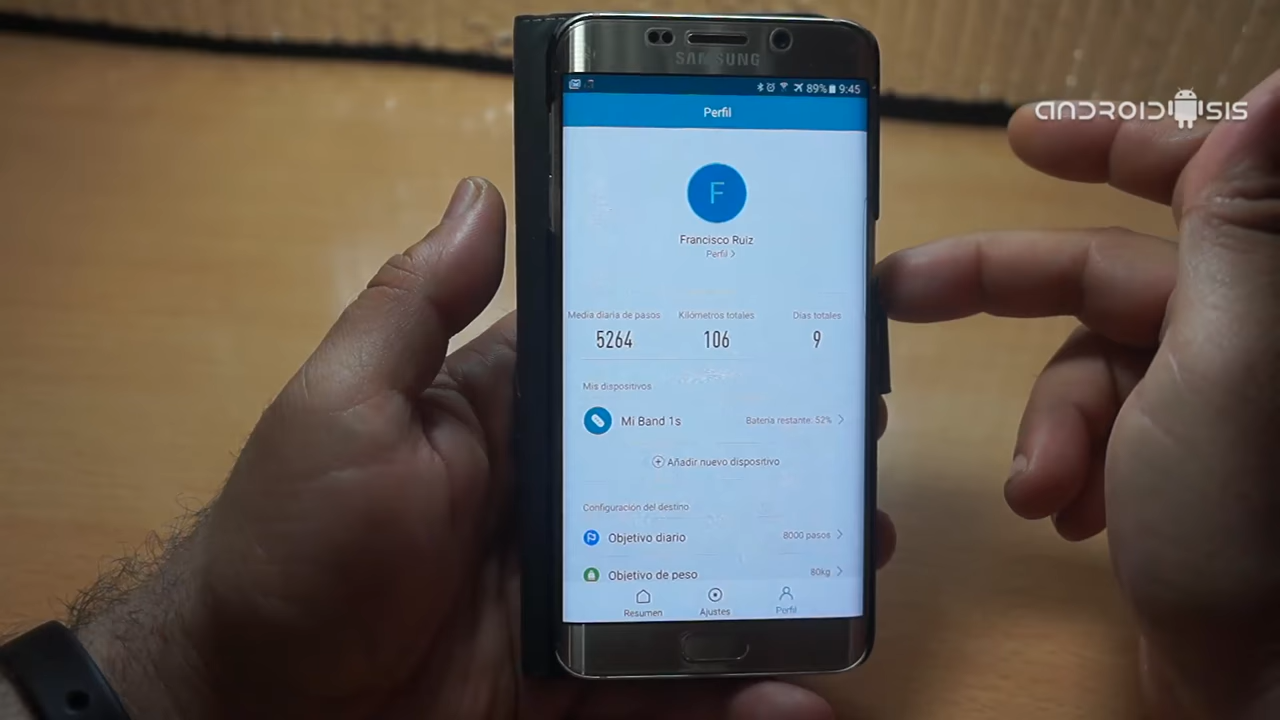 SAMSUNG
89% 9:45
Perfil
ANDROIDSIS
F
Francisco Ruiz
Perfil >
Media diaria de pasos Kilómetros totales Días totales
5264 106 9
Mis dispositivos
Mi Band 1s Batería restante: 52% >
Añadir nuevo dispositivo
Configuracion del destino
Objetivo diario 8000 pasos >
Objetivo de peso 80kg >
Resumen Ajustes Perfil